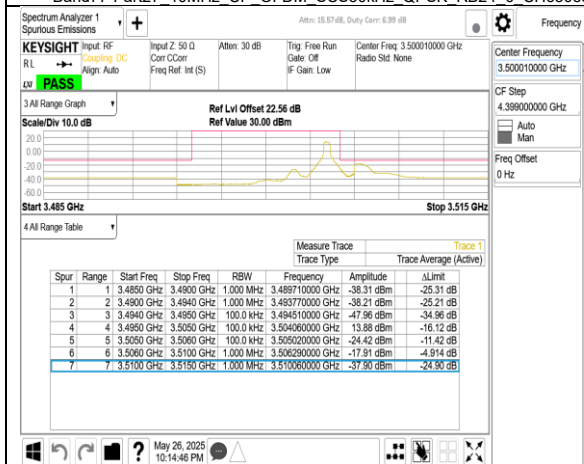 Spectrum Analyzer 1
Spurious Emissions
Attn: 15.57dB, Duty Corr: 6.99 dB
Frequency
KEYSIGHT Input: RF Input Z: 50 Ω Atten: 30 dB Trig: Free Run Center Freq: 3.500010000 GHz
RL Coupling: DC Corr CCorr Gate: Off Radio Std: None
Align: Auto Freq Ref: Int (S) IF Gain: Low
LXI PASS
Center Frequency
3.500010000 GHz
CF Step
4.399000000 GHz
Auto
Man
Freq Offset
0 Hz
3 All Range Graph
Ref Lvl Offset 22.56 dB
Scale/Div 10.0 dB Ref Value 30.00 dBm
20.0
0.00
-20.0
-40.0
-60.0
Start 3.485 GHz Stop 3.515 GHz
4 All Range Table
Measure Trace Trace 1
Trace Type Trace Average (Active)
Spur Range Start Freq Stop Freq RBW Frequency Amplitude ΔLimit
1 1 3.4850 GHz 3.4900 GHz 1.000 MHz 3.489710000 GHz -38.31 dBm -25.31 dB
2 2 3.4900 GHz 3.4940 GHz 1.000 MHz 3.493770000 GHz -38.21 dBm -25.21 dB
3 3 3.4940 GHz 3.4950 GHz 100.0 kHz 3.494510000 GHz -47.96 dBm -34.96 dB
4 4 3.4950 GHz 3.5050 GHz 100.0 kHz 3.504060000 GHz 13.88 dBm -16.12 dB
5 5 3.5050 GHz 3.5060 GHz 100.0 kHz 3.505020000 GHz -24.42 dBm -11.42 dB
6 6 3.5060 GHz 3.5100 GHz 1.000 MHz 3.506290000 GHz -17.91 dBm -4.914 dB
7 7 3.5100 GHz 3.5150 GHz 1.000 MHz 3.510060000 GHz -37.90 dBm -24.90 dB
May 26, 2025
10:14:46 PM